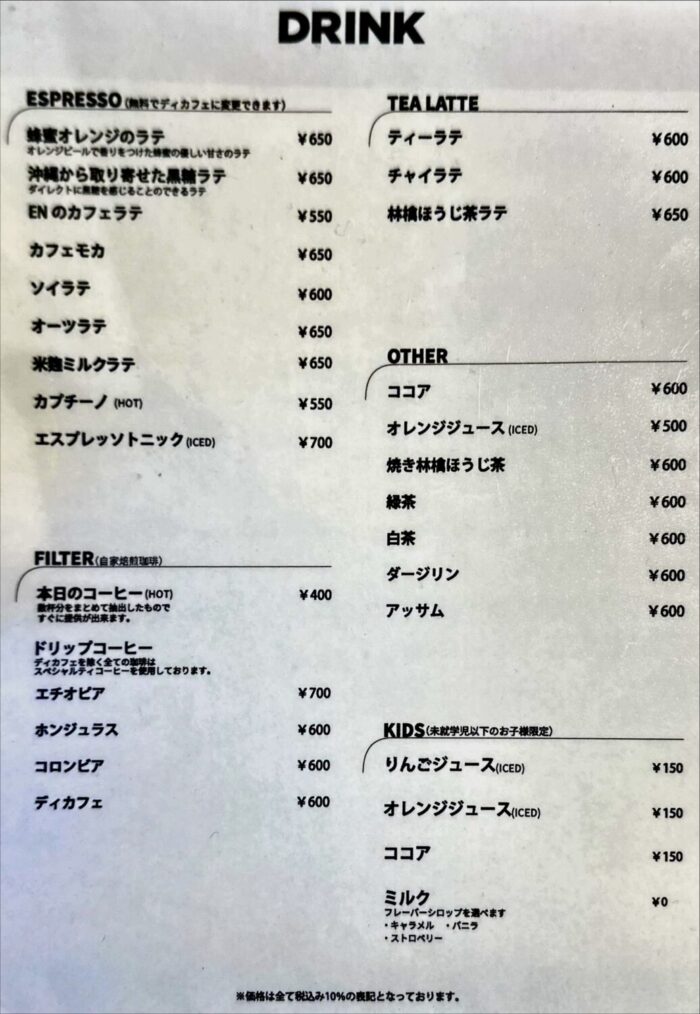 DRINK
ESPRESSO (無料でディカフェに変更できます)
蜂蜜オレンジのラテ ¥650
オレンジピールで香りをつけた蜂蜜の優しい甘さのラテ
沖縄から取り寄せた黒糖ラテ ¥650
ダイレクトに黒糖を感じることのできるラテ
EN のカフェラテ ¥550
カフェモカ ¥650
ソイラテ ¥600
オーツラテ ¥650
米麹ミルクラテ ¥650
カプチーノ (HOT) ¥550
エスプレッソトニック (ICED) ¥700
FILTER (自家焙煎珈琲)
本日のコーヒー (HOT) ¥400
数杯分をまとめて抽出したもので
すぐに提供が出来ます。
ドリップコーヒー
ディカフェを除く全ての珈琲は
スペシャルティコーヒーを使用しております。
エチオピア ¥700
ホンジュラス ¥600
コロンビア ¥600
ディカフェ ¥600
TEA LATTE
ティーラテ ¥600
チャイラテ ¥600
林檎ほうじ茶ラテ ¥650
OTHER
ココア ¥600
オレンジジュース (ICED) ¥500
焼き林檎ほうじ茶 ¥600
緑茶 ¥600
白茶 ¥600
ダージリン ¥600
アッサム ¥600
KIDS (未就学児以下のお子様限定)
りんごジュース (ICED) ¥150
オレンジジュース (ICED) ¥150
ココア ¥150
ミルク ¥0
フレーバーシロップを選べます
・キャラメル ・バニラ
・ストロベリー
※価格は全て税込み10%の表記となっております。